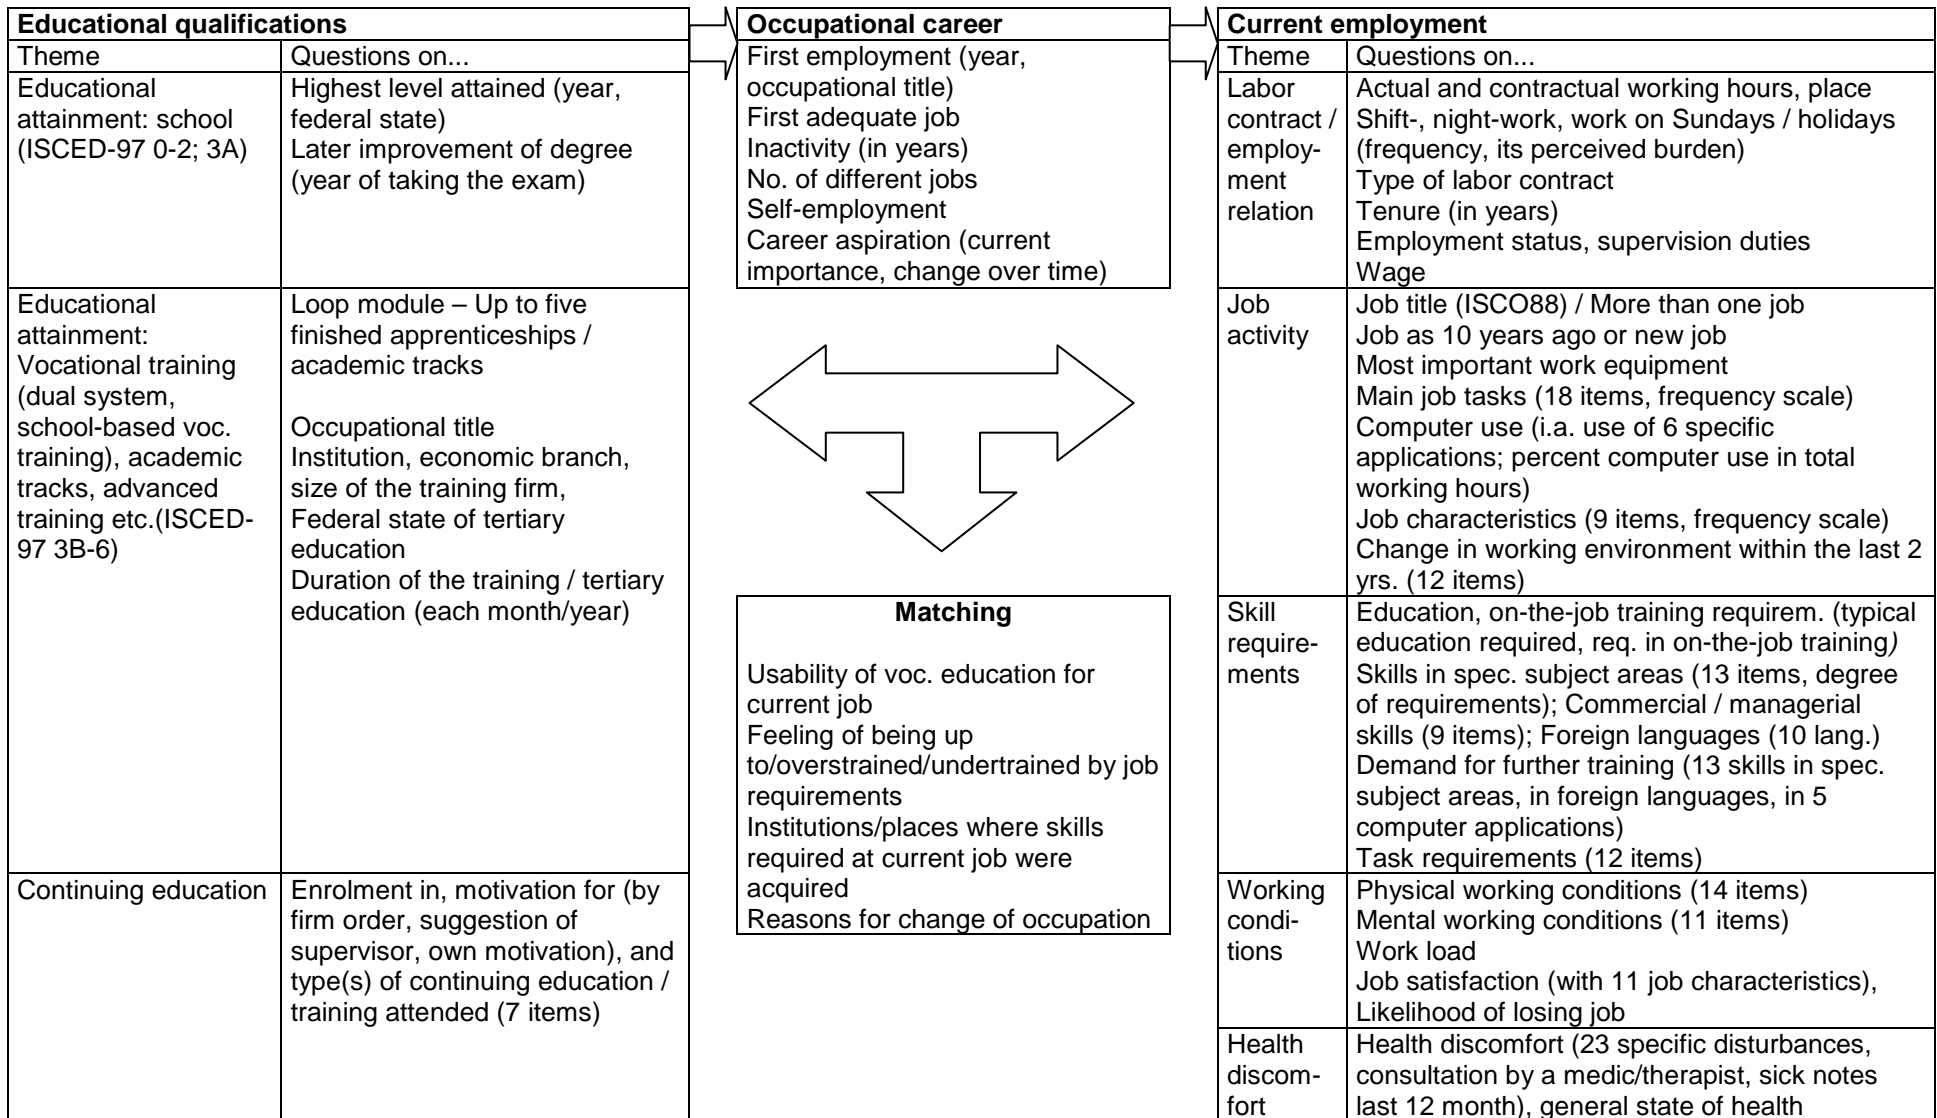 Educational qualifications
Theme
Questions on...
Educational
attainment: school
(ISCED-97 0-2; 3A)
Highest level attained (year,
federal state)
Later improvement of degree
(year of taking the exam)
Educational
attainment:
Vocational training
(dual system,
school-based voc.
training), academic
tracks, advanced
training etc.(ISCED-
97 3B-6)
Loop module – Up to five
finished apprenticeships /
academic tracks
Occupational title
Institution, economic branch,
size of the training firm,
Federal state of tertiary
education
Duration of the training / tertiary
education (each month/year)
Continuing education
Enrolment in, motivation for (by
firm order, suggestion of
supervisor, own motivation), and
type(s) of continuing education /
training attended (7 items)
Occupational career
First employment (year,
occupational title)
First adequate job
Inactivity (in years)
No. of different jobs
Self-employment
Career aspiration (current
importance, change over time)
Matching
Usability of voc. education for
current job
Feeling of being up
to/overstrained/undertrained by job
requirements
Institutions/places where skills
required at current job were
acquired
Reasons for change of occupation
Current employment
Theme
Questions on...
Labor
contract /
employ-
ment
relation
Actual and contractual working hours, place
Shift-, night-work, work on Sundays / holidays
(frequency, its perceived burden)
Type of labor contract
Tenure (in years)
Employment status, supervision duties
Wage
Job
activity
Job title (ISCO88) / More than one job
Job as 10 years ago or new job
Most important work equipment
Main job tasks (18 items, frequency scale)
Computer use (i.a. use of 6 specific
applications; percent computer use in total
working hours)
Job characteristics (9 items, frequency scale)
Change in working environment within the last 2
yrs. (12 items)
Skill
require-
ments
Education, on-the-job training requirem. (typical
education required, req. in on-the-job training)
Skills in spec. subject areas (13 items, degree
of requirements); Commercial / managerial
skills (9 items); Foreign languages (10 lang.)
Demand for further training (13 skills in spec.
subject areas, in foreign languages, in 5
computer applications)
Task requirements (12 items)
Working
condi-
tions
Physical working conditions (14 items)
Mental working conditions (11 items)
Work load
Job satisfaction (with 11 job characteristics),
Likelihood of losing job
Health
discom-
fort
Health discomfort (23 specific disturbances,
consultation by a medic/therapist, sick notes
last 12 month), general state of health